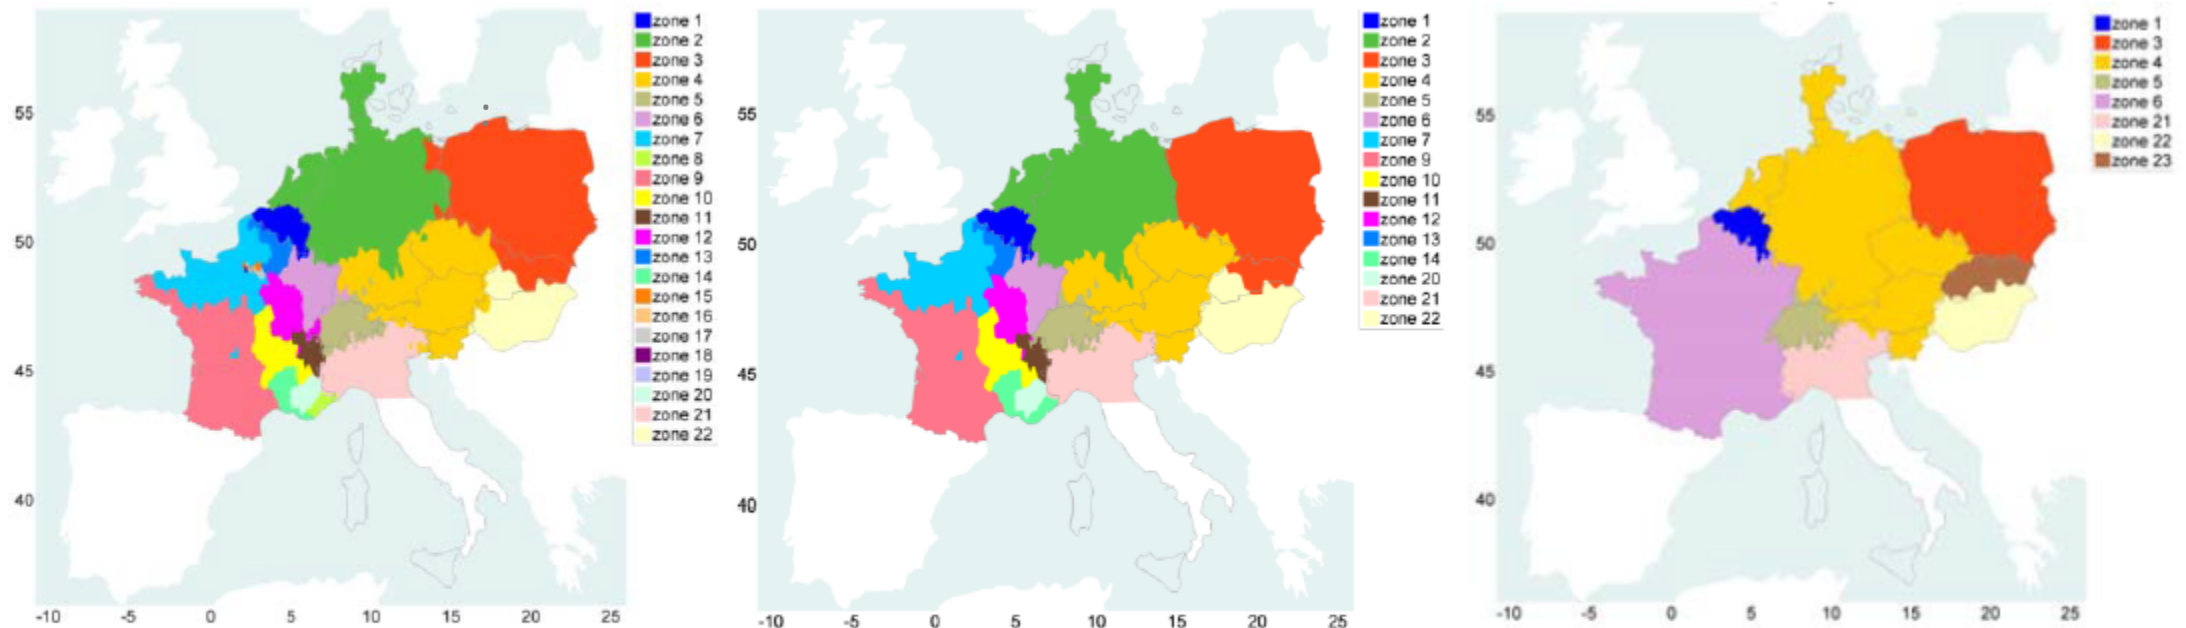 zone 1
zone 2
zone 3
zone 4
zone 5
zone 6
zone 7
zone 8
zone 9
zone 10
zone 11
zone 12
zone 13
zone 14
zone 15
zone 16
zone 17
zone 18
zone 19
zone 20
zone 21
zone 22
55
50
45
40
-10 -5 0 5 10 15 20 25
zone 1
zone 2
zone 3
zone 4
zone 5
zone 6
zone 7
zone 9
zone 10
zone 11
zone 12
zone 13
zone 14
zone 20
zone 21
zone 22
55
50
45
40
-10 -5 0 5 10 15 20 25
zone 1
zone 3
zone 4
zone 5
zone 6
zone 21
zone 22
zone 23
55
50
45
40
-10 -5 0 5 10 15 20 25